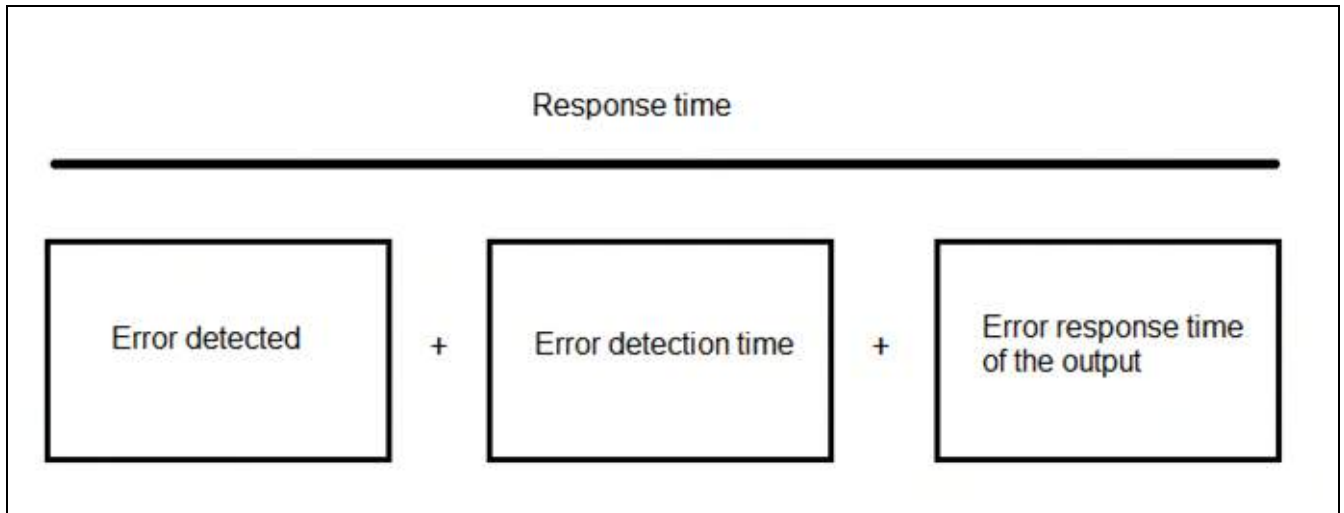 Response time
Error detected
+
Error detection time
+
Error response time
of the output